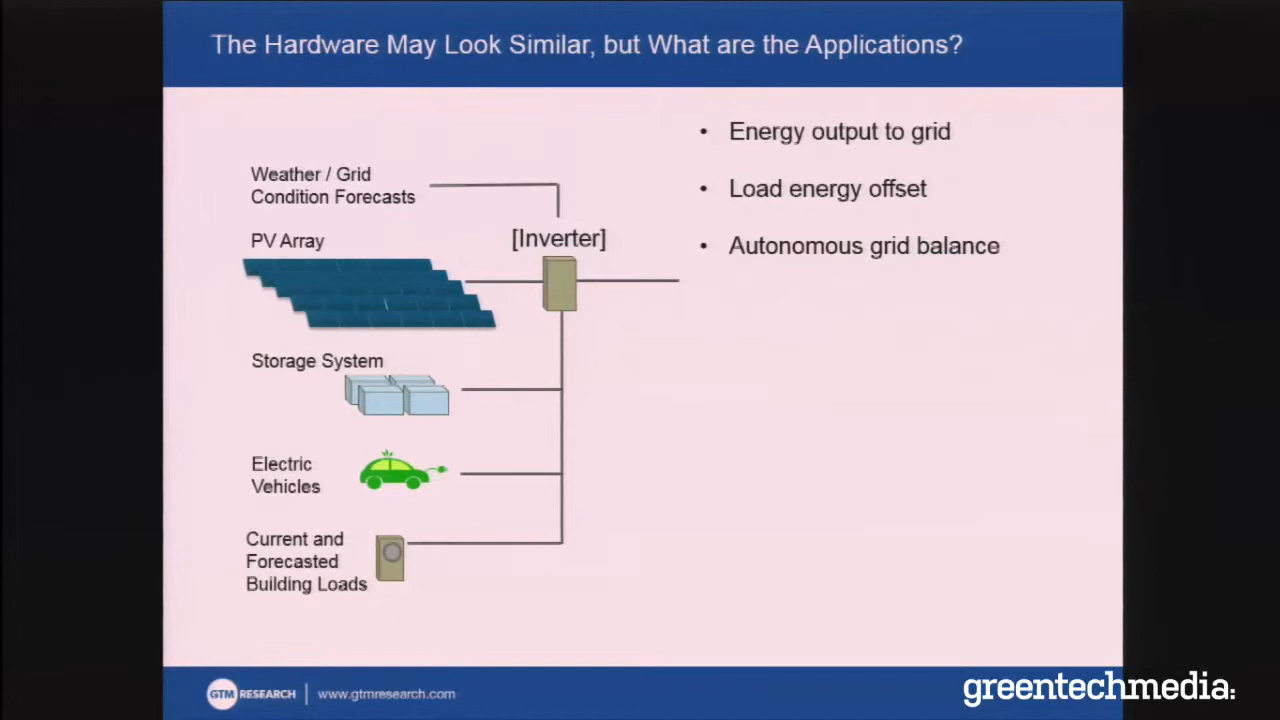 The Hardware May Look Similar, but What are the Applications?
Weather / Grid
Condition Forecasts
PV Array
[Inverter]
Storage System
Electric
Vehicles
Current and
Forecasted
Building Loads
• Energy output to grid
• Load energy offset
• Autonomous grid balance
GTM RESEARCH | www.gtmresearch.com
greentechmedia: